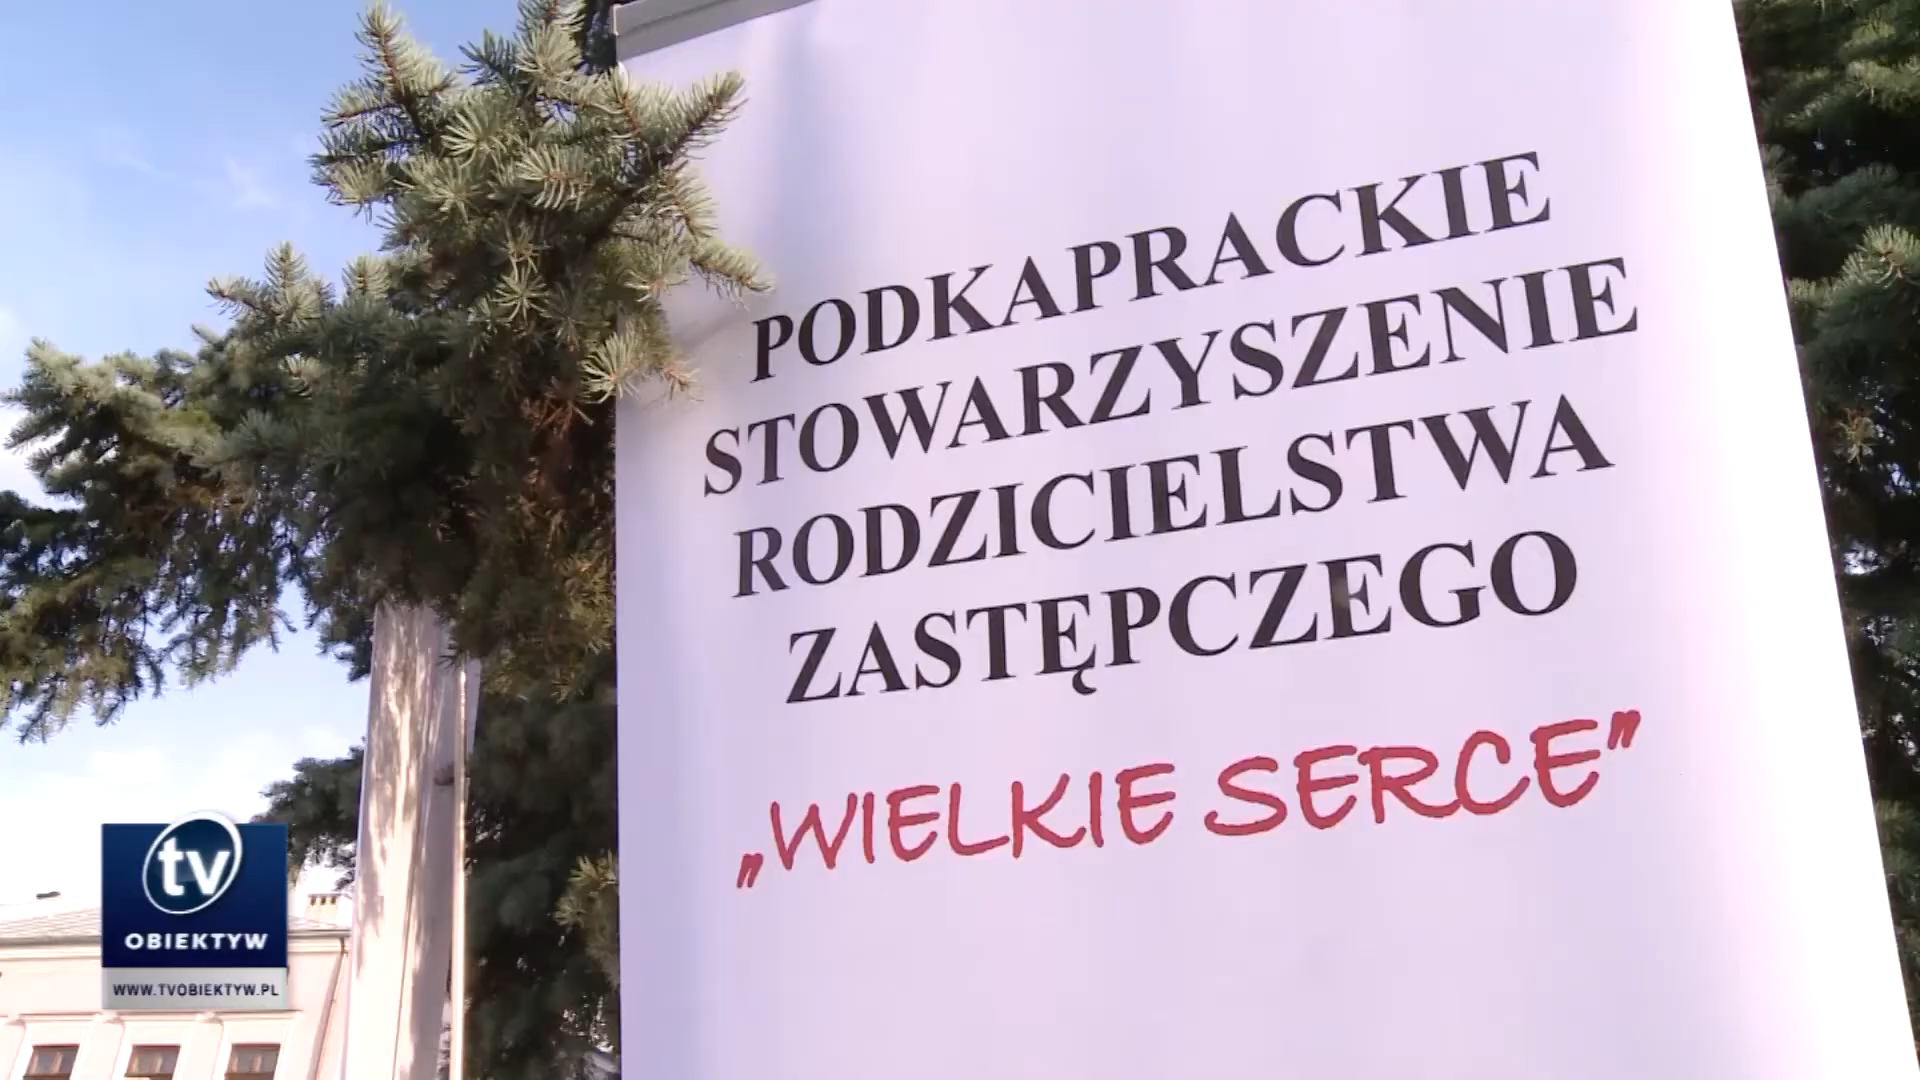 PODKAPRACKIE
STOWARZYSZENIE
RODZICIELSTWA
ZASTĘPCZEGO
„WIELKIE SERCE”
tv
OBIEKTYW
WWW.TVOBIEKTYW.PL